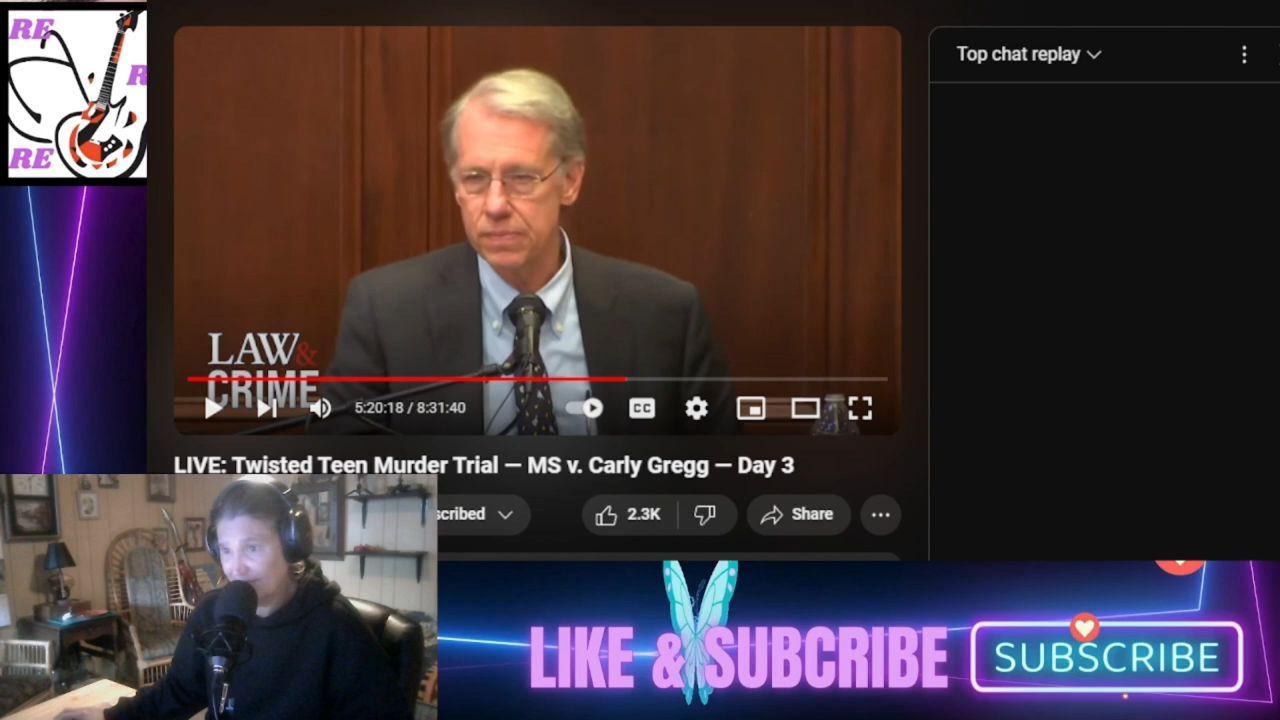 RE
R
RE
Top chat replay
LAW&
CRIME
5:20:18 / 8:31:40
CC
LIVE: Twisted Teen Murder Trial — MS v. Carly Gregg — Day 3
scribed
2.3K
Share
LIKE & SUBCRIBE
SUBSCRIBE